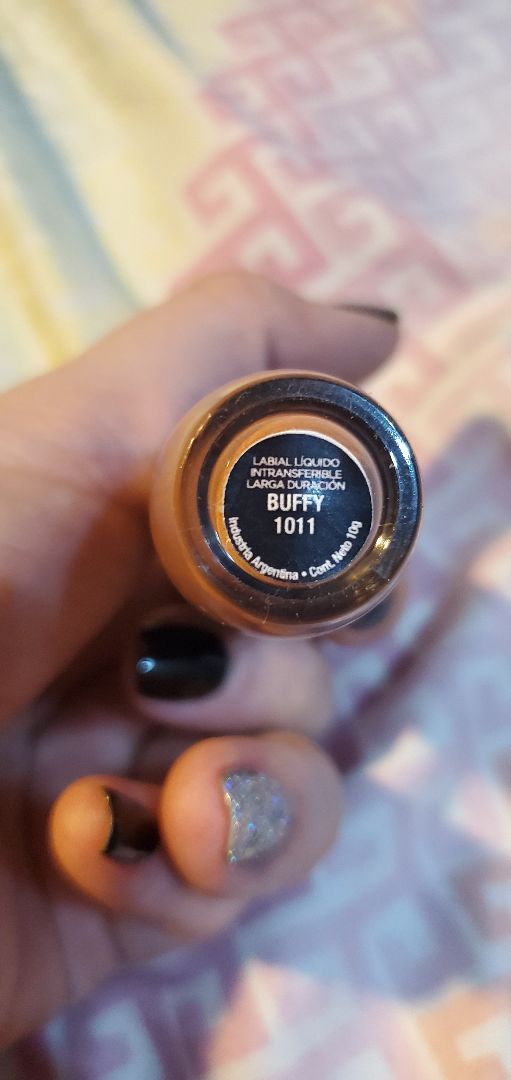 LABIAL LÍQUIDO
INTRANSFERIBLE
LARGA DURACIÓN
BUFFY
1011
Industria Argentina • Cont. Neto 10g